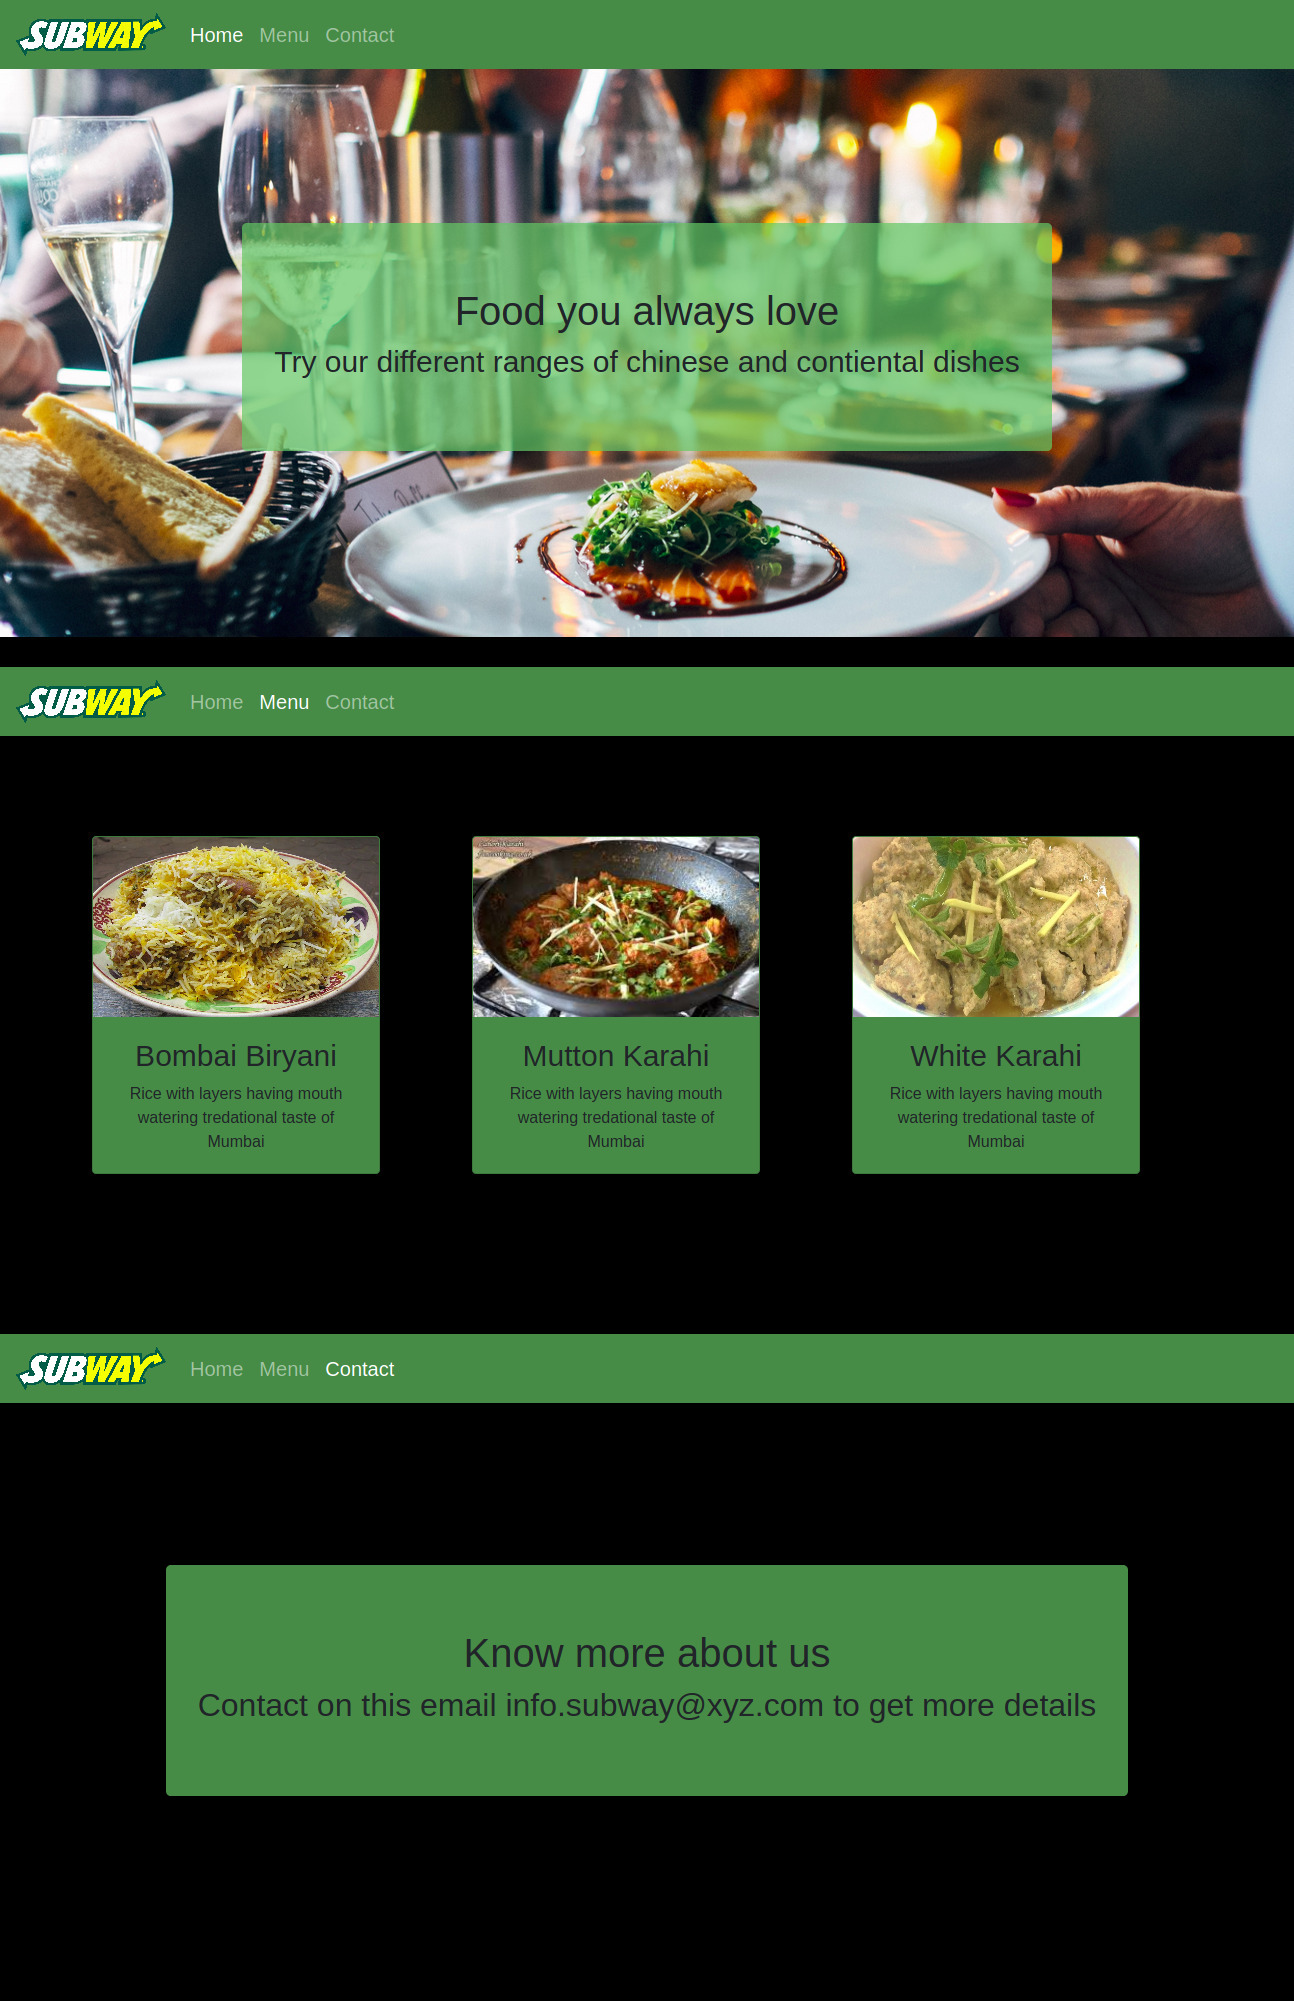 SUBWAY Home Menu Contact
Food you always love
Try our different ranges of chinese and contiental dishes
SUBWAY Home Menu Contact
Bombai Biryani
Rice with layers having mouth
watering tredational taste of
Mumbai
Mutton Karahi
Rice with layers having mouth
watering tredational taste of
Mumbai
White Karahi
Rice with layers having mouth
watering tredational taste of
Mumbai
SUBWAY Home Menu Contact
Know more about us
Contact on this email info.subway@xyz.com to get more details